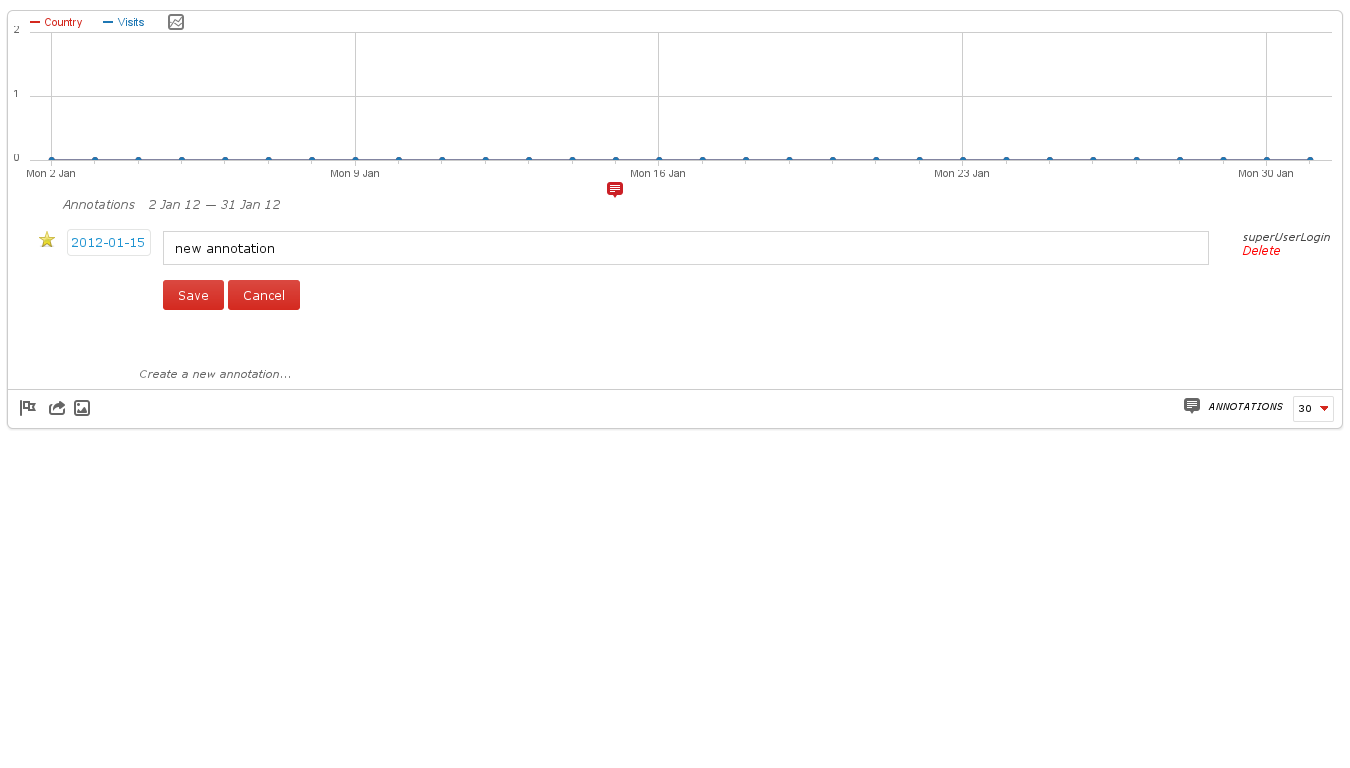 Country Visits
2
1
0
Mon 2 Jan Mon 9 Jan Mon 16 Jan Mon 23 Jan Mon 30 Jan
Annotations 2 Jan 12 — 31 Jan 12
2012-01-15 new annotation superUserLogin
Delete
Save Cancel
Create a new annotation...
ANNOTATIONS 30